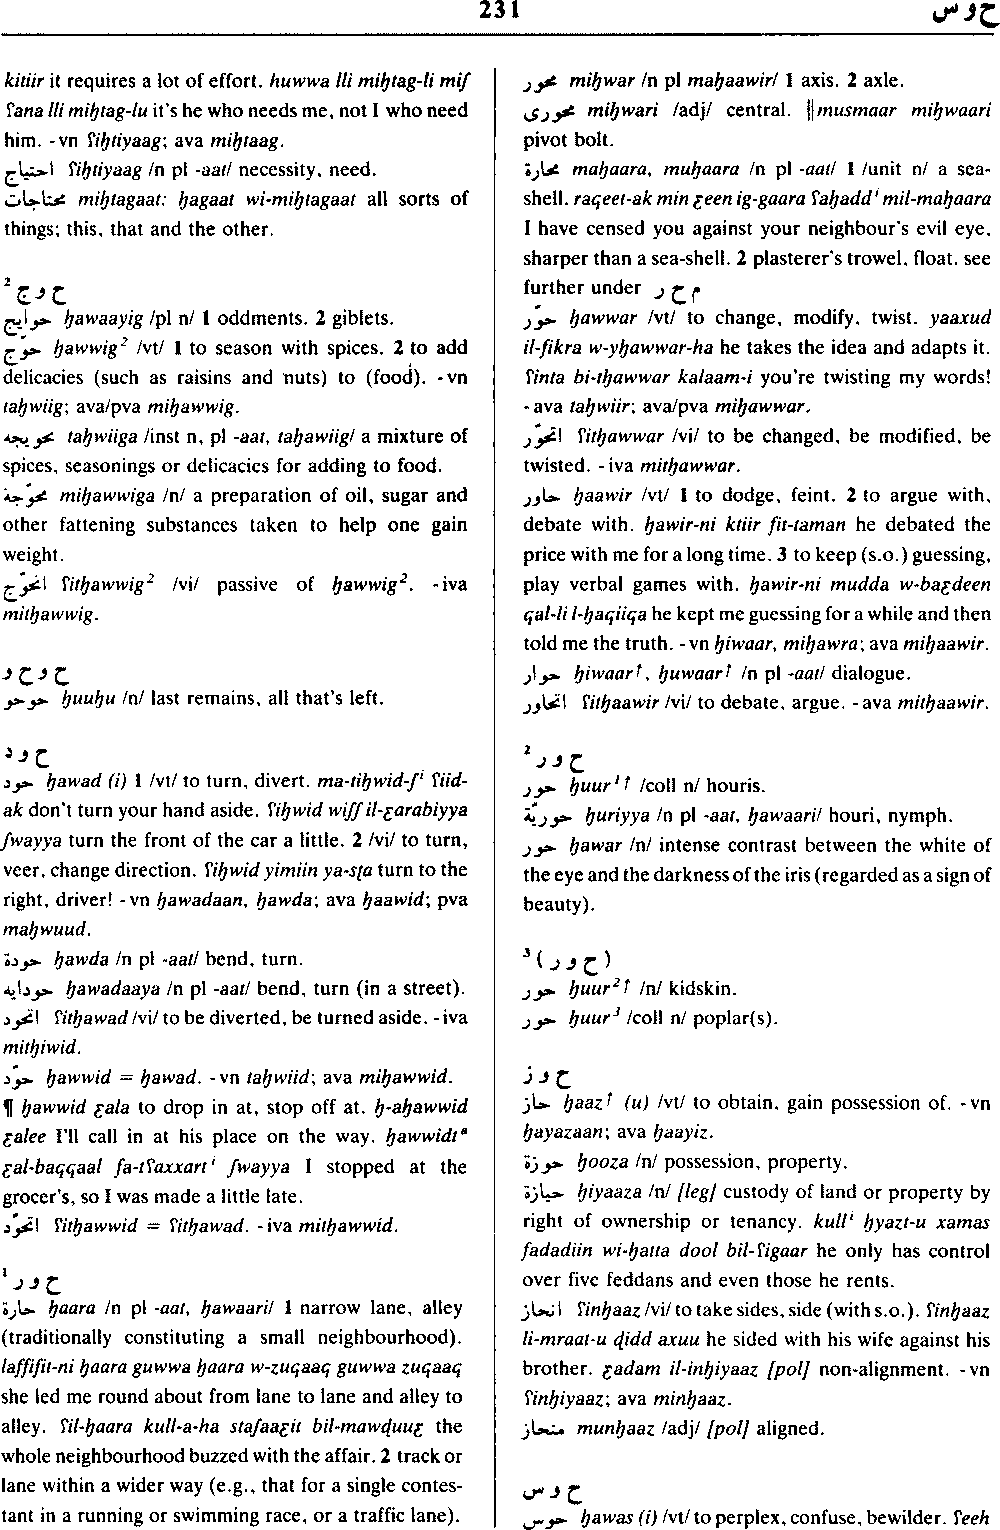 231
ح و س
kitiir it requires a lot of effort. huwwa lli miḥtag-li miʃ
ʕana lli miḥtag-lu it's he who needs me, not I who need
him. -vn ʕiḥtiyaag; ava miḥtaag.
احتياج ʕiḥtiyaag /n pl -aat/ necessity, need.
محتاجات miḥtagaat: ḥagaat wi-miḥtagaat all sorts of
things; this, that and the other.
ح و ج ²
حوايج ḥawaayig /pl n/ 1 oddments. 2 giblets.
حوّج ḥawwig² /vt/ 1 to season with spices. 2 to add
delicacies (such as raisins and nuts) to (food). -vn
taḥwiig; ava/pva miḥawwig.
تحويجه taḥwiiga /inst n, pl -aat, taḥawiig/ a mixture of
spices, seasonings or delicacies for adding to food.
محوّجة miḥawwiga /n/ a preparation of oil, sugar and
other fattening substances taken to help one gain
weight.
اتحوّج ʕitḥawwig² /vi/ passive of ḥawwig². -iva
mitḥawwig.
ح و ح و
حوحو ḥuuḥu /n/ last remains, all that's left.
ح و د
حود ḥawad (i) 1 /vt/ to turn, divert. ma-tiḥwid-ʃⁱ ʕiid-
ak don't turn your hand aside. ʕiḥwid wiʃʃ il-ɛarabiyya
ʃwayya turn the front of the car a little. 2 /vi/ to turn,
veer, change direction. ʕiḥwid yimiin ya-sṭa turn to the
right, driver! -vn ḥawadaan, ḥawda; ava ḥaawid; pva
maḥwuud.
حودة ḥawda /n pl -aat/ bend, turn.
حودايه ḥawadaaya /n pl -aat/ bend, turn (in a street).
اتحود ʕitḥawad /vi/ to be diverted, be turned aside. -iva
mitḥiwid.
حوّد ḥawwid = ḥawad. -vn taḥwiid; ava miḥawwid.
¶ ḥawwid ɛala to drop in at, stop off at. ḥ-aḥawwid
ɛalee I'll call in at his place on the way. ḥawwidtᵃ
ɛal-baqqaal fa-tʕaxxartⁱ ʃwayya I stopped at the
grocer's, so I was made a little late.
اتحوّد ʕitḥawwid = ʕitḥawad. -iva mitḥawwid.
ح و ر ¹
حارة ḥaara /n pl -aat, ḥawaari/ 1 narrow lane, alley
(traditionally constituting a small neighbourhood).
laffifit-ni ḥaara guwwa ḥaara w-zuqaaq guwwa zuqaaq
she led me round about from lane to lane and alley to
alley. ʕil-ḥaara kull-a-ha staʃaaɛit bil-mawḍuuɛ the
whole neighbourhood buzzed with the affair. 2 track or
lane within a wider way (e.g., that for a single contes-
tant in a running or swimming race, or a traffic lane).
محور miḥwar /n pl maḥaawir/ 1 axis. 2 axle.
محورى miḥwari /adj/ central. ‖musmaar miḥwaari
pivot bolt.
محارة maḥaara, muḥaara /n pl -aat/ 1 /unit n/ a sea-
shell. raqeet-ak min ɛeen ig-gaara ʕaḥaddⁱ mil-maḥaara
I have censed you against your neighbour's evil eye,
sharper than a sea-shell. 2 plasterer's trowel, float. see
further under م ح ر
حوّر ḥawwar /vt/ to change, modify, twist. yaaxud
il-fikra w-yḥawwar-ha he takes the idea and adapts it.
ʕinta bi-tḥawwar kalaam-i you're twisting my words!
-ava taḥwiir; ava/pva miḥawwar.
اتحوّر ʕitḥawwar /vi/ to be changed, be modified, be
twisted. -iva mitḥawwar.
حاور ḥaawir /vt/ 1 to dodge, feint. 2 to argue with,
debate with. ḥawir-ni ktiir fit-taman he debated the
price with me for a long time. 3 to keep (s.o.) guessing,
play verbal games with. ḥawir-ni mudda w-baɛdeen
qal-li l-ḥaqiiqa he kept me guessing for a while and then
told me the truth. -vn ḥiwaar, miḥawra; ava miḥaawir.
حوار ḥiwaar↑, ḥuwaar↑ /n pl -aat/ dialogue.
اتحاور ʕitḥaawir /vi/ to debate, argue. -ava mitḥaawir.
ح و ر ²
حور ḥuur¹↑ /coll n/ houris.
حوريّة ḥuriyya /n pl -aat, ḥawaari/ houri, nymph.
حور ḥawar /n/ intense contrast between the white of
the eye and the darkness of the iris (regarded as a sign of
beauty).
(ح و ر) ³
حور ḥuur²↑ /n/ kidskin.
حور ḥuur³ /coll n/ poplar(s).
ح و ز
حاز ḥaaz↑ (u) /vt/ to obtain, gain possession of. -vn
ḥayazaan; ava ḥaayiz.
حوزة ḥooza /n/ possession, property.
حيازة ḥiyaaza /n/ [leg] custody of land or property by
right of ownership or tenancy. kullⁱ ḥyazt-u xamas
fadadiin wi-ḥatta dool bil-ʕigaar he only has control
over five feddans and even those he rents.
انحاز ʕinḥaaz /vi/ to take sides, side (with s.o.). ʕinḥaaz
li-mraat-u ḍidd axuu he sided with his wife against his
brother. ɛadam il-inḥiyaaz [pol] non-alignment. -vn
ʕinḥiyaaz; ava minḥaaz.
منحاز munḥaaz /adj/ [pol] aligned.
ح و س
حوس ḥawas (i) /vt/ to perplex, confuse, bewilder. ʕeeh